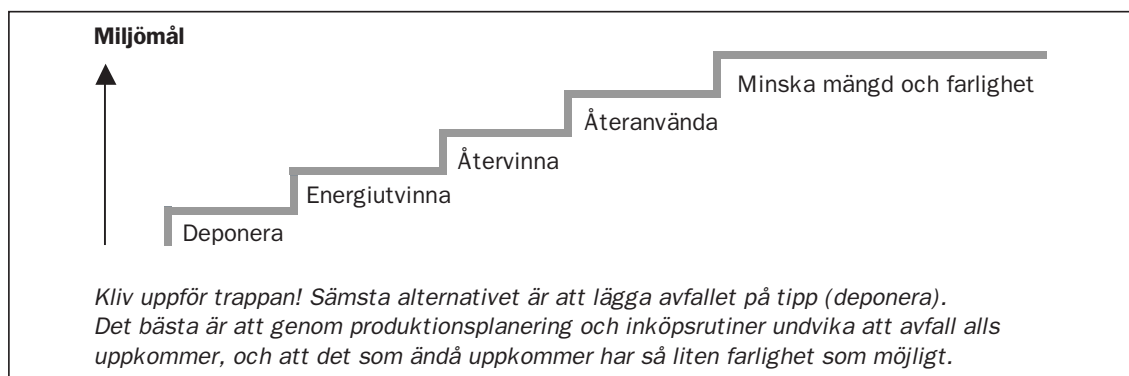 Miljömål
Minska mängd och farlighet
Återanvända
Återvinna
Energiutvinna
Deponera
Kliv uppför trappan! Sämsta alternativet är att lägga avfallet på tipp (deponera).
Det bästa är att genom produktionsplanering och inköpsrutiner undvika att avfall alls
uppkommer, och att det som ändå uppkommer har så liten farlighet som möjligt.